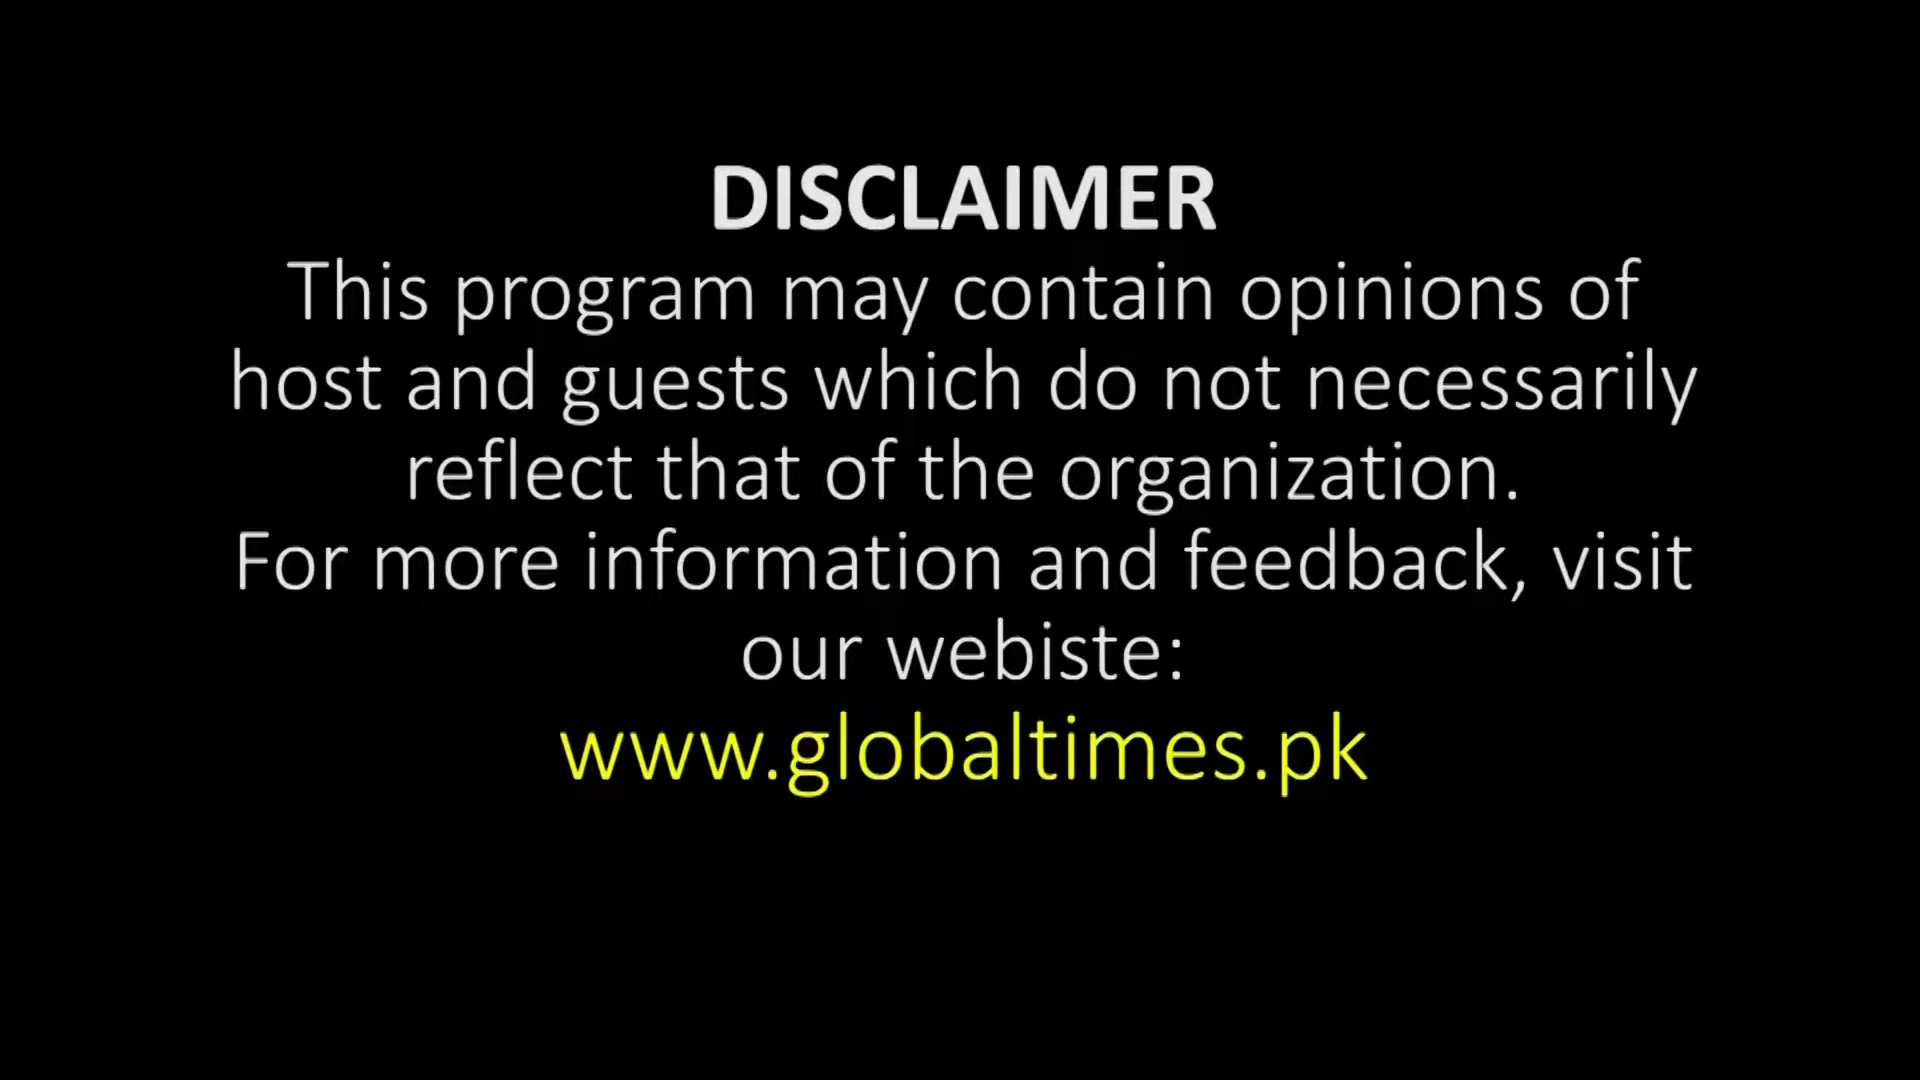 DISCLAIMER
This program may contain opinions of
host and guests which do not necessarily
reflect that of the organization.
For more information and feedback, visit
our webiste:
www.globaltimes.pk